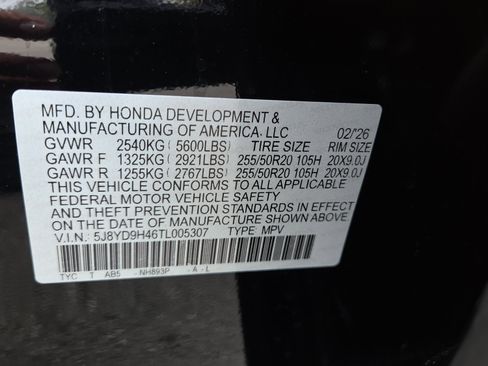 MFD. BY HONDA DEVELOPMENT &
MANUFACTURING OF AMERICA, LLC 02/'26
GVWR 2540KG (5600LBS) TIRE SIZE RIM SIZE
GAWR F 1325KG (2921LBS) 255/50R20 105H 20X9.0J
GAWR R 1255KG (2767LBS) 255/50R20 105H 20X9.0J
THIS VEHICLE CONFORMS TO ALL APPLICABLE
FEDERAL MOTOR VEHICLE SAFETY
AND THEFT PREVENTION STANDARDS IN EFFECT
ON THE DATE OF MANUFACTURE SHOWN ABOVE.
V.I.N.: 5J8YD9H46TL005307 TYPE: MPV
TYC T AB5 NH893P - A - L